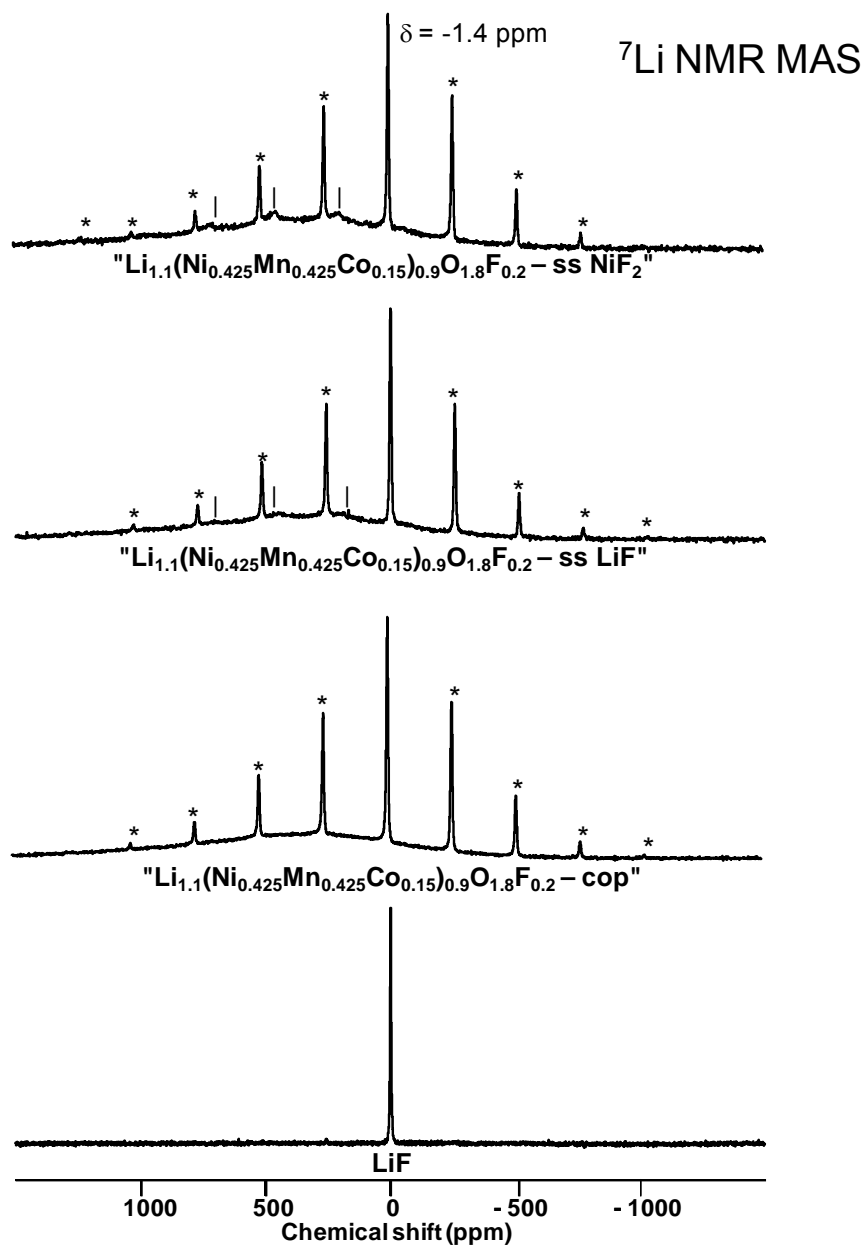 δ = -1.4 ppm
⁷Li NMR MAS
* * * * * | | | * * *
"Li₁.₁(Ni₀.₄₂₅Mn₀.₄₂₅Co₀.₁₅)₀.₉O₁.₈F₀.₂ – ss NiF₂"
* * * * | | | * * * *
"Li₁.₁(Ni₀.₄₂₅Mn₀.₄₂₅Co₀.₁₅)₀.₉O₁.₈F₀.₂ – ss LiF"
* * * * * * * *
"Li₁.₁(Ni₀.₄₂₅Mn₀.₄₂₅Co₀.₁₅)₀.₉O₁.₈F₀.₂ – cop"
LiF
1000 500 0 - 500 - 1000
Chemical shift (ppm)